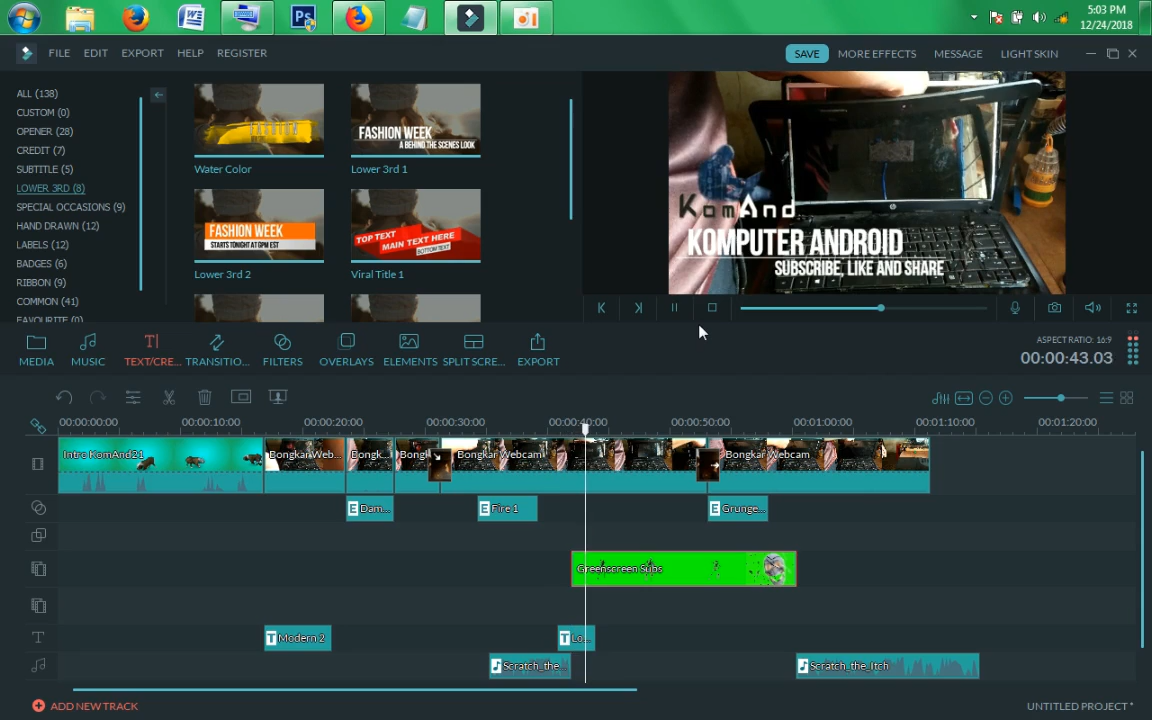 5:03 PM
12/24/2018
FILE EDIT EXPORT HELP REGISTER
SAVE MORE EFFECTS MESSAGE LIGHT SKIN
ALL (138)
CUSTOM (0)
OPENER (28)
CREDIT (7)
SUBTITLE (5)
LOWER 3RD (8)
SPECIAL OCCASIONS (9)
HAND DRAWN (12)
LABELS (12)
BADGES (6)
RIBBON (9)
COMMON (41)
FAVOURITE (0)
Water Color
FASHION WEEK
A BEHIND THE SCENES LOOK
Lower 3rd 1
FASHION WEEK
STARTS TONIGHT AT 6PM EST
Lower 3rd 2
TOP TEXT
MAIN TEXT HERE
BOTTOM TEXT
Viral Title 1
KomAnd
KOMPUTER ANDROID
SUBSCRIBE, LIKE AND SHARE
MEDIA MUSIC TEXT/CRE... TRANSITIO... FILTERS OVERLAYS ELEMENTS SPLIT SCRE... EXPORT
ASPECT RATIO: 16:9
00:00:43.03
00:00:00:00 00:00:10:00 00:00:20:00 00:00:30:00 00:00:40:00 00:00:50:00 00:01:00:00 00:01:10:00 00:01:20:00
Intro KomAnd21 Bongkar Web... Bongk... Bong Bongkar Webcam Bongkar Webcam
E Dam... E Fire 1 E Grunge...
Greenscreen Subs
T Modern 2 T Lo...
Scratch_the... Scratch_the_Itch
ADD NEW TRACK
UNTITLED PROJECT *